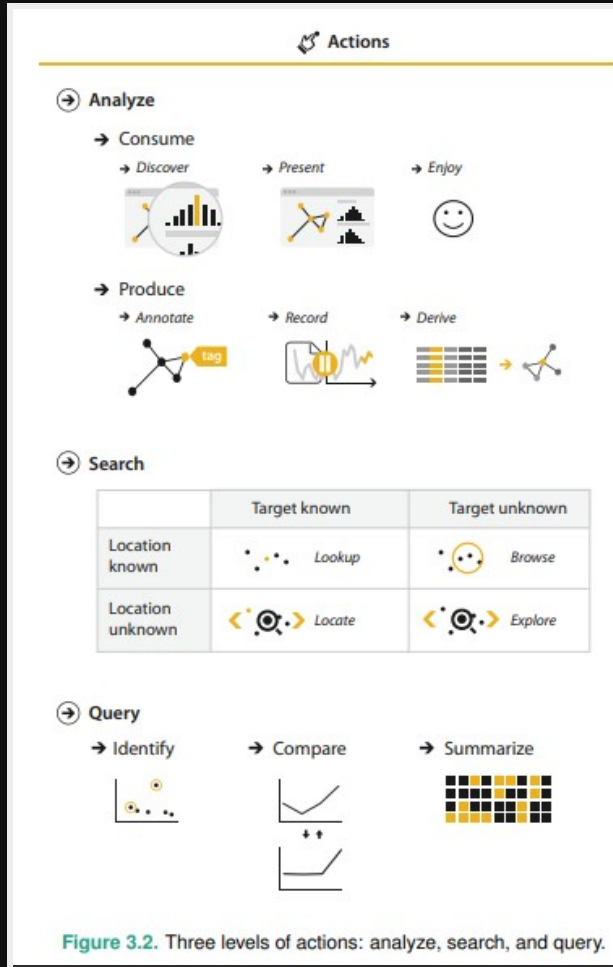 Actions
Analyze
Consume
Discover
Present
Enjoy
Produce
Annotate
Record
Derive
tag
Search
Target known
Target unknown
Location
known
Lookup
Browse
Location
unknown
Locate
Explore
Query
Identify
Compare
Summarize
Figure 3.2. Three levels of actions: analyze, search, and query.